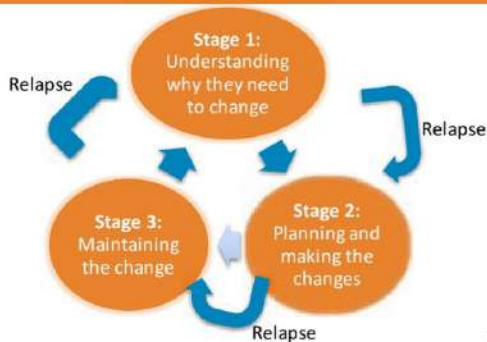 Stage 1:
Understanding
why they need
to change
Relapse
Relapse
Stage 3:
Maintaining
the change
Stage 2:
Planning and
making the
changes
Relapse